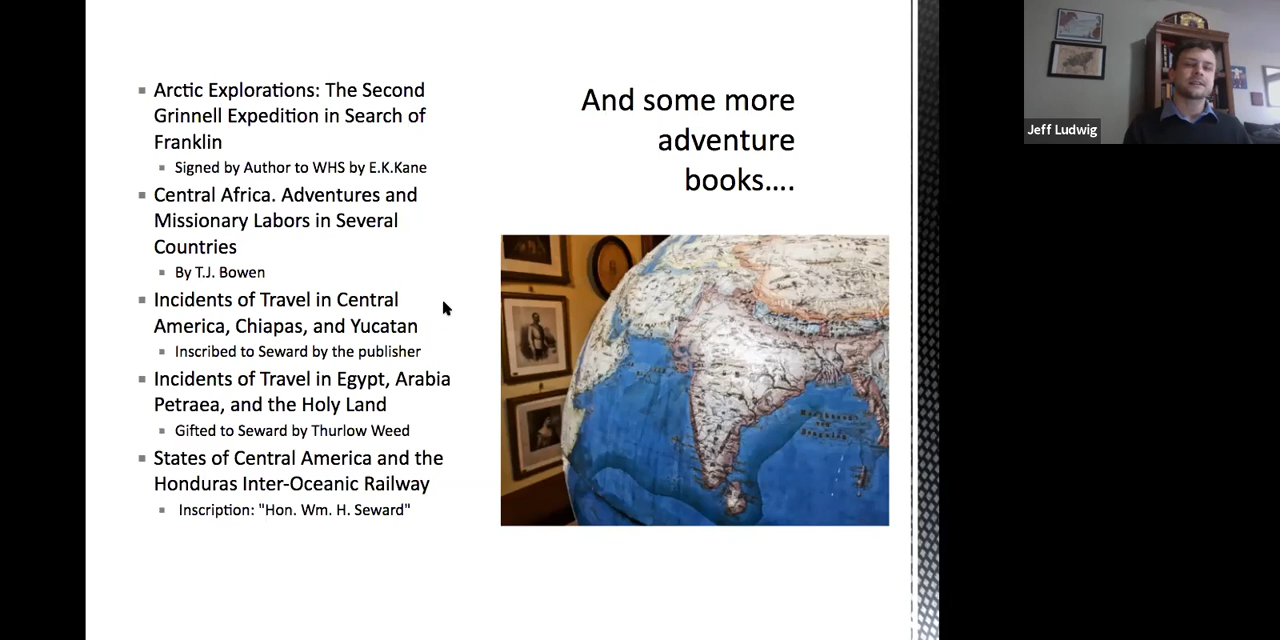 Arctic Explorations: The Second
Grinnell Expedition in Search of
Franklin
Signed by Author to WHS by E.K.Kane
Central Africa. Adventures and
Missionary Labors in Several
Countries
By T.J. Bowen
Incidents of Travel in Central
America, Chiapas, and Yucatan
Inscribed to Seward by the publisher
Incidents of Travel in Egypt, Arabia
Petraea, and the Holy Land
Gifted to Seward by Thurlow Weed
States of Central America and the
Honduras Inter-Oceanic Railway
Inscription: "Hon. Wm. H. Seward"
And some more
adventure
books....
Jeff Ludwig